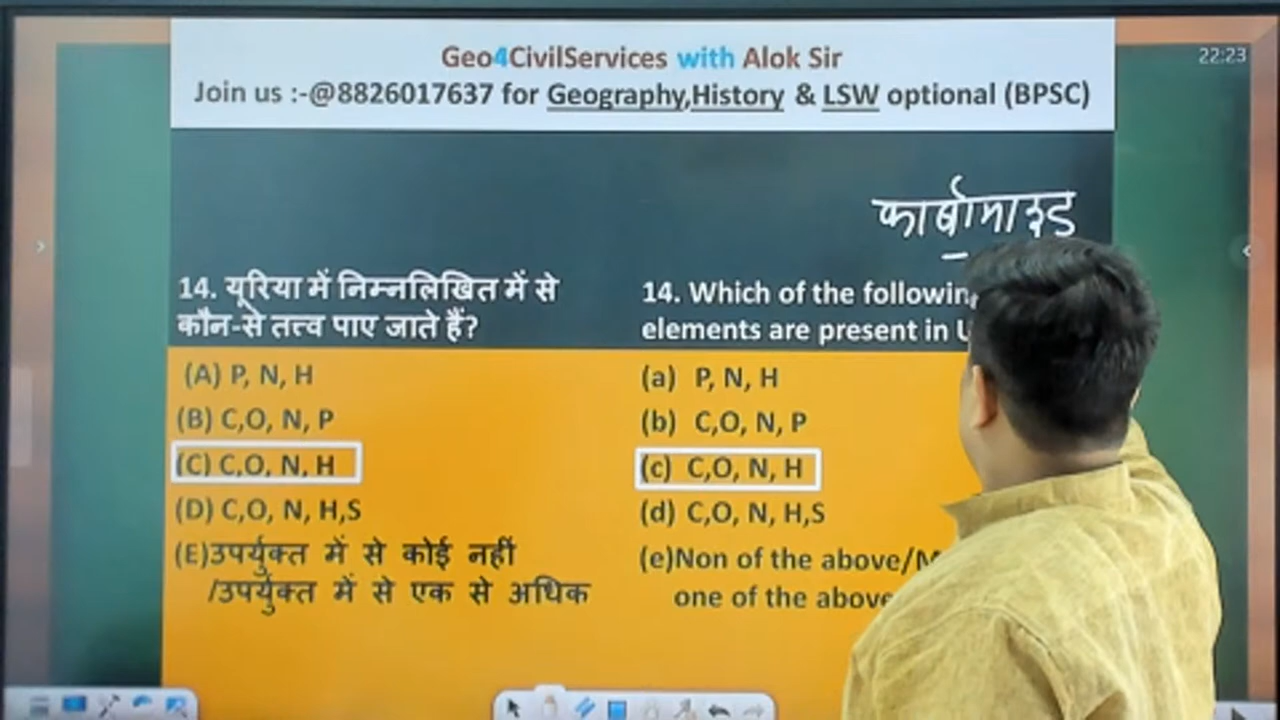 Geo4CivilServices with Alok Sir
Join us :-@8826017637 for Geography,History & LSW optional (BPSC)
22:23
कार्बामाइड
14. यूरिया में निम्नलिखित में से
कौन-से तत्त्व पाए जाते हैं?
(A) P, N, H
(B) C,O, N, P
(C) C,O, N, H
(D) C,O, N, H,S
(E)उपर्युक्त में से कोई नहीं
/उपर्युक्त में से एक से अधिक
14. Which of the following
elements are present in
(a) P, N, H
(b) C,O, N, P
(c) C,O, N, H
(d) C,O, N, H,S
(e)Non of the above/
one of the above